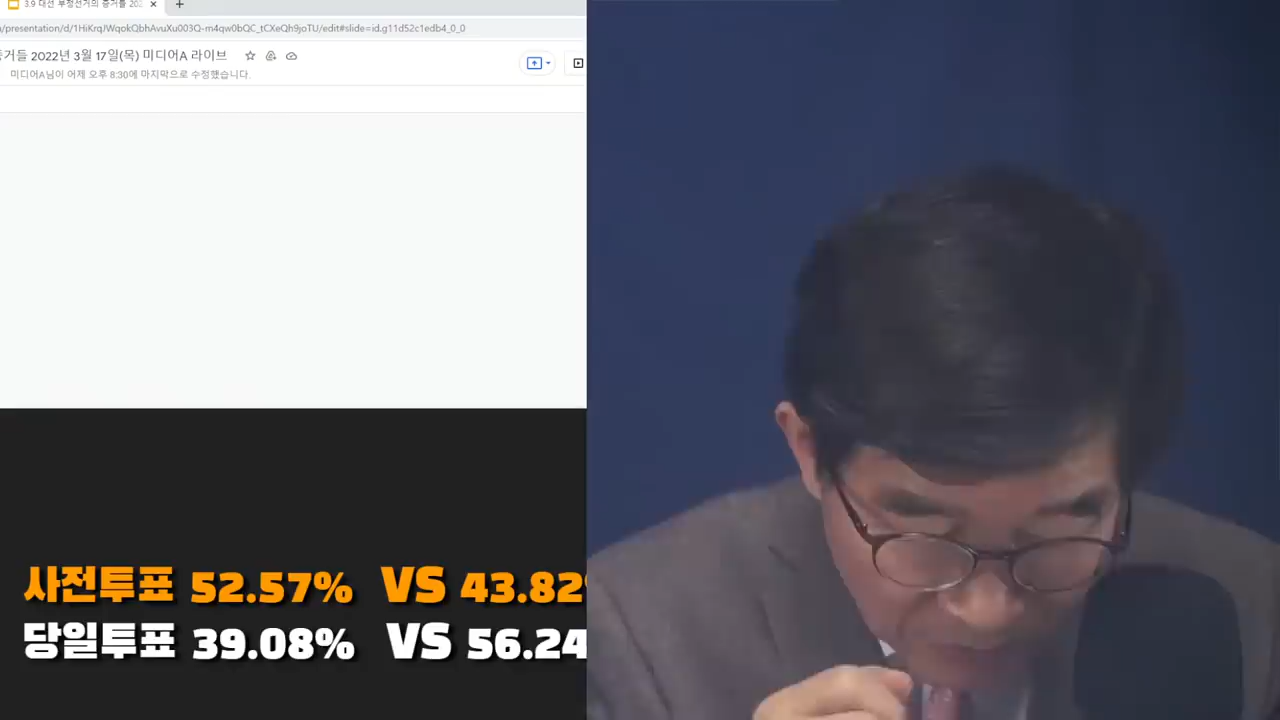 3.9 대선 부정선거의 증거들 202
/presentation/d/1HiKrqJWqokQbhAvuXu003Q-m4qw0bQC_tCXeQh9joTU/edit#slide=id.g11d52c1edb4_0_0
증거들 2022년 3월 17일(목) 미디어A 라이브
미디어A님이 어제 오후 8:30에 마지막으로 수정했습니다.
사전투표 52.57% VS 43.82%
당일투표 39.08% VS 56.24